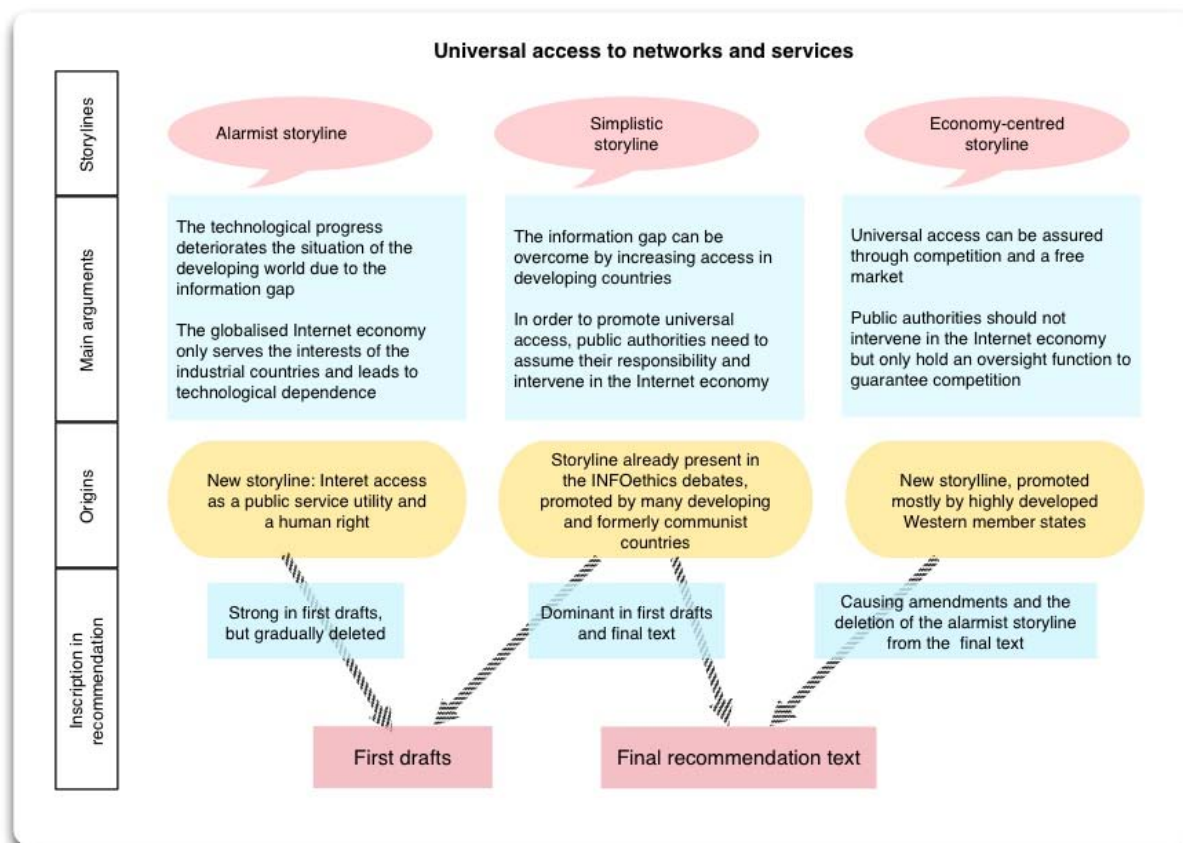 Universal access to networks and services
Storylines
Alarmist storyline
Simplistic
storyline
Economy-centred
storyline
Main arguments
The technological progress
deteriorates the situation of the
developing world due to the
information gap
The globalised Internet economy
only serves the interests of the
industrial countries and leads to
technological dependence
The information gap can be
overcome by increasing access in
developing countries
In order to promote universal
access, public authorities need to
assume their responsibility and
intervene in the Internet economy
Universal access can be assured
through competition and a free
market
Public authorities should not
intervene in the Internet economy
but only hold an oversight function to
guarantee competition
Origins
New storyline: Interet access
as a public service utility and
a human right
Storyline already present in
the INFOethics debates,
promoted by many developing
and formerly communist
countries
New storylline, promoted
mostly by highly developed
Western member states
Inscription in
recommendation
Strong in first drafts,
but gradually deleted
Dominant in first drafts
and final text
Causing amendments and the
deletion of the alarmist storyline
from the final text
First drafts
Final recommendation text